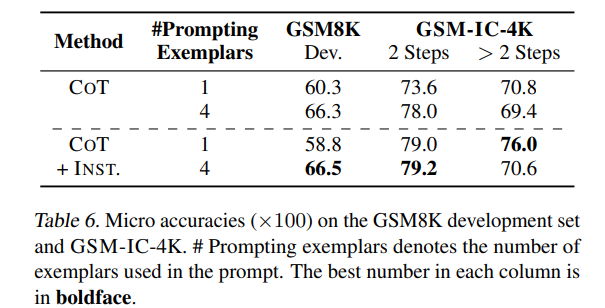 Method #Prompting Exemplars GSM8K GSM-IC-4K
Dev. 2 Steps > 2 Steps
COT 1 60.3 73.6 70.8
4 66.3 78.0 69.4
COT 1 58.8 79.0 76.0
+ INST. 4 66.5 79.2 70.6
Table 6. Micro accuracies (×100) on the GSM8K development set
and GSM-IC-4K. # Prompting exemplars denotes the number of
exemplars used in the prompt. The best number in each column is
in boldface.